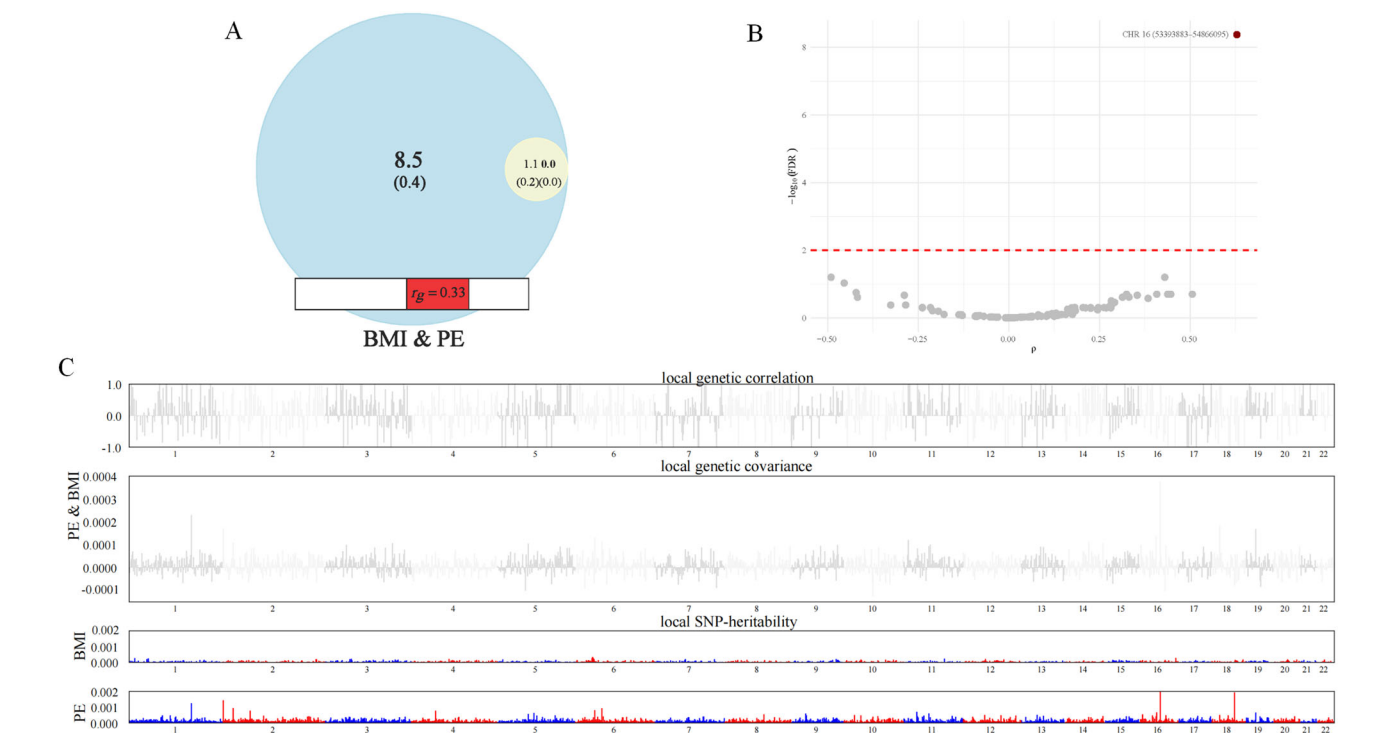 A
8.5
(0.4)
1.1 0.0
(0.2)(0.0)
rg = 0.33
BMI & PE
B
CHR 16 (53393883–54866095)
−log10(FDR)
8
6
4
2
0
−0.50 −0.25 0.00 0.25 0.50
ρ
C
local genetic correlation
1.0
0.0
-1.0
1 2 3 4 5 6 7 8 9 10 11 12 13 14 15 16 17 18 19 20 21 22
local genetic covariance
PE & BMI
0.0004
0.0003
0.0002
0.0001
0.0000
-0.0001
1 2 3 4 5 6 7 8 9 10 11 12 13 14 15 16 17 18 19 20 21 22
local SNP-heritability
BMI
0.002
0.001
0.000
1 2 3 4 5 6 7 8 9 10 11 12 13 14 15 16 17 18 19 20 21 22
PE
0.002
0.001
0.000
1 2 3 4 5 6 7 8 9 10 11 12 13 14 15 16 17 18 19 20 21 22